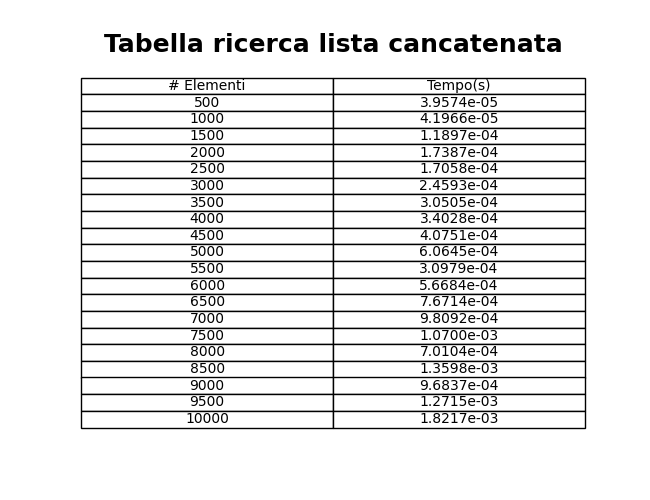 Tabella ricerca lista cancatenata
# Elementi Tempo(s)
500 3.9574e-05
1000 4.1966e-05
1500 1.1897e-04
2000 1.7387e-04
2500 1.7058e-04
3000 2.4593e-04
3500 3.0505e-04
4000 3.4028e-04
4500 4.0751e-04
5000 6.0645e-04
5500 3.0979e-04
6000 5.6684e-04
6500 7.6714e-04
7000 9.8092e-04
7500 1.0700e-03
8000 7.0104e-04
8500 1.3598e-03
9000 9.6837e-04
9500 1.2715e-03
10000 1.8217e-03